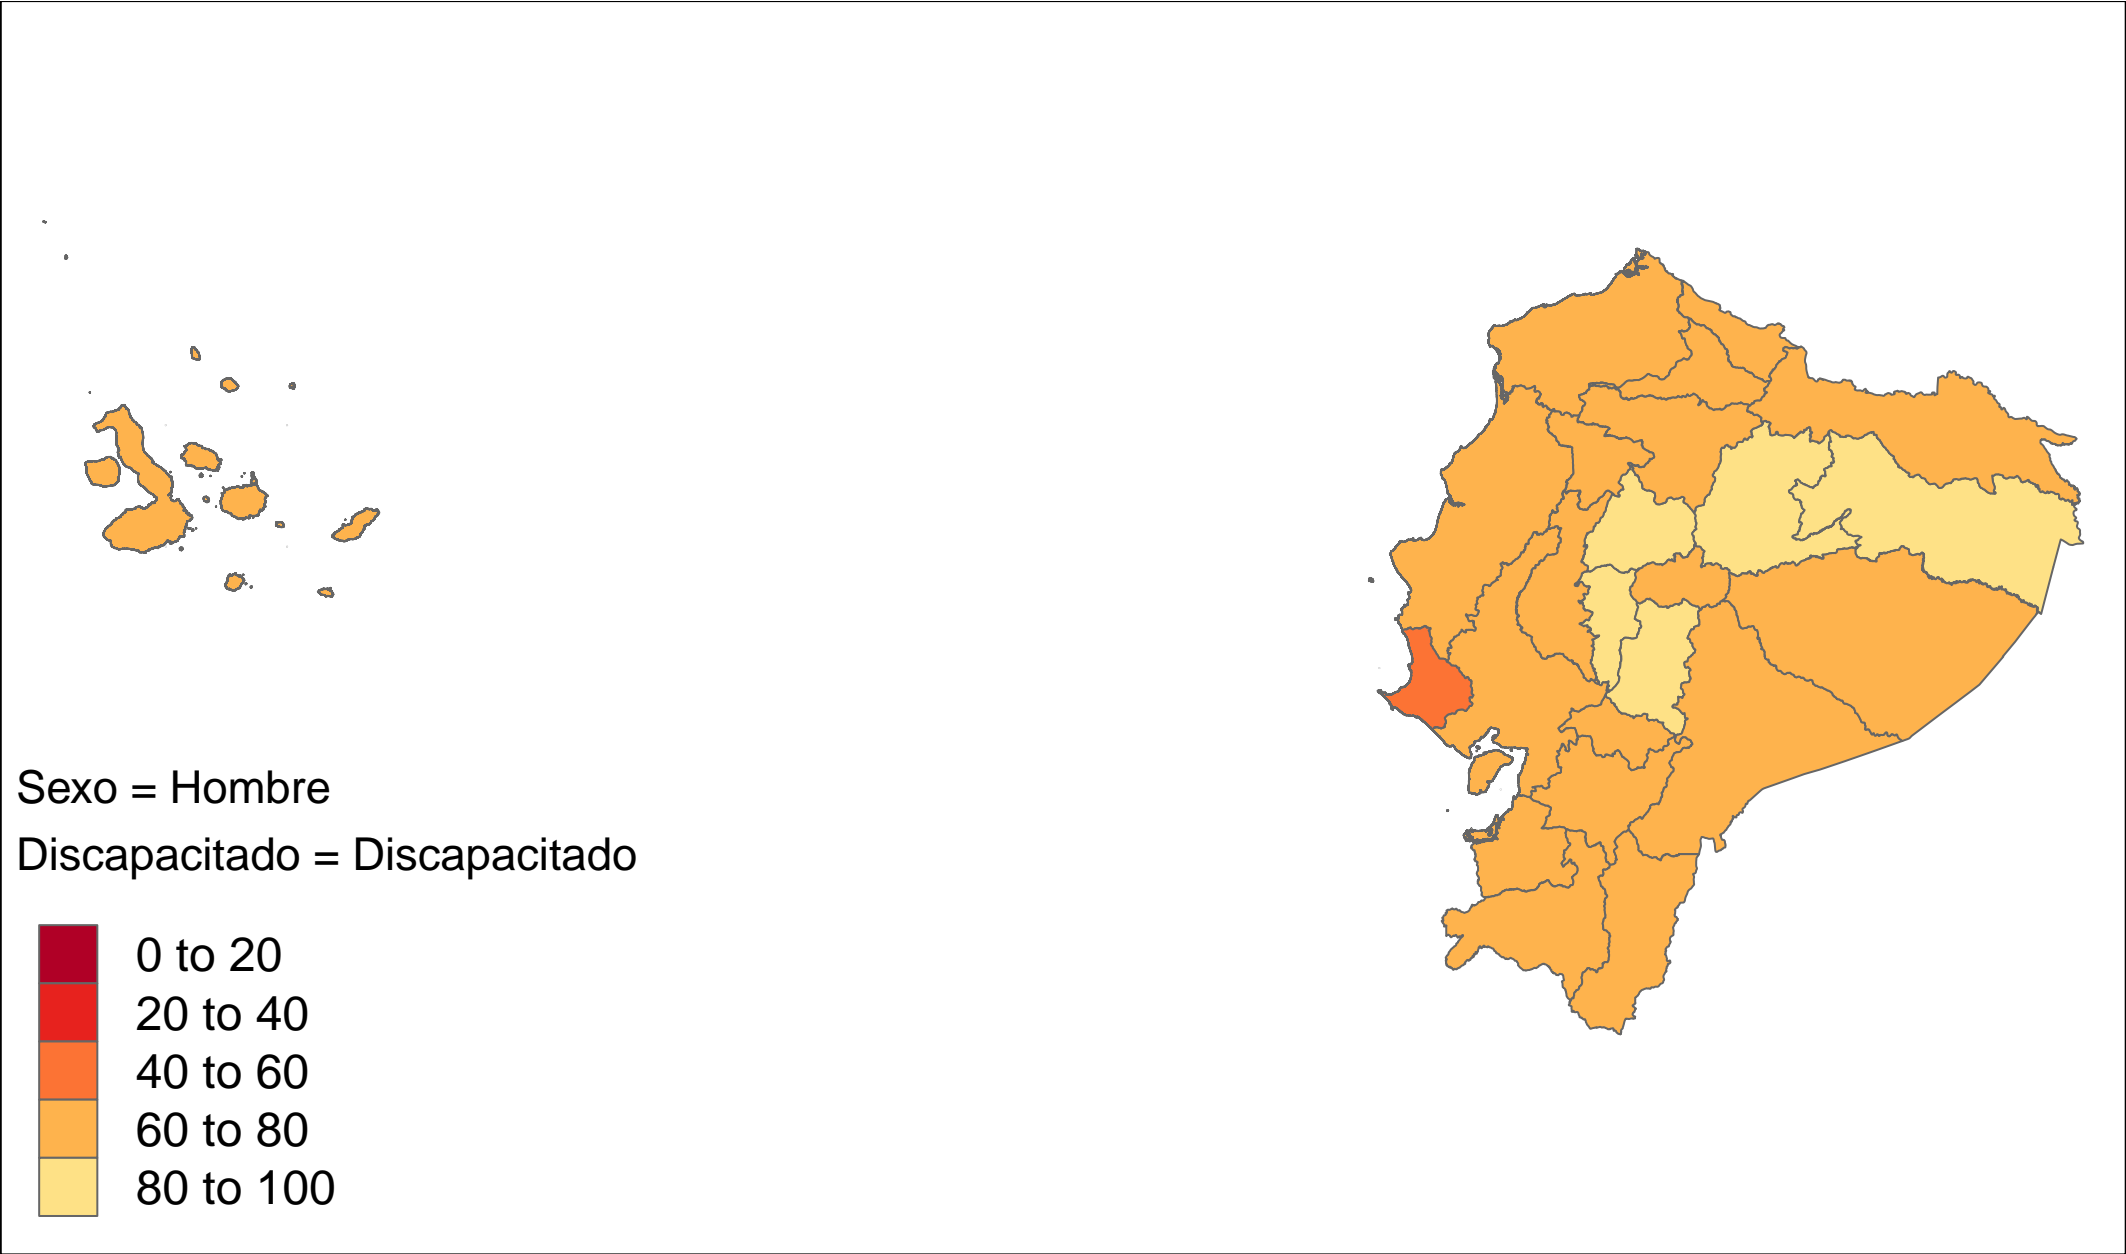 Sexo = Hombre
Discapacitado = Discapacitado
0 to 20
20 to 40
40 to 60
60 to 80
80 to 100